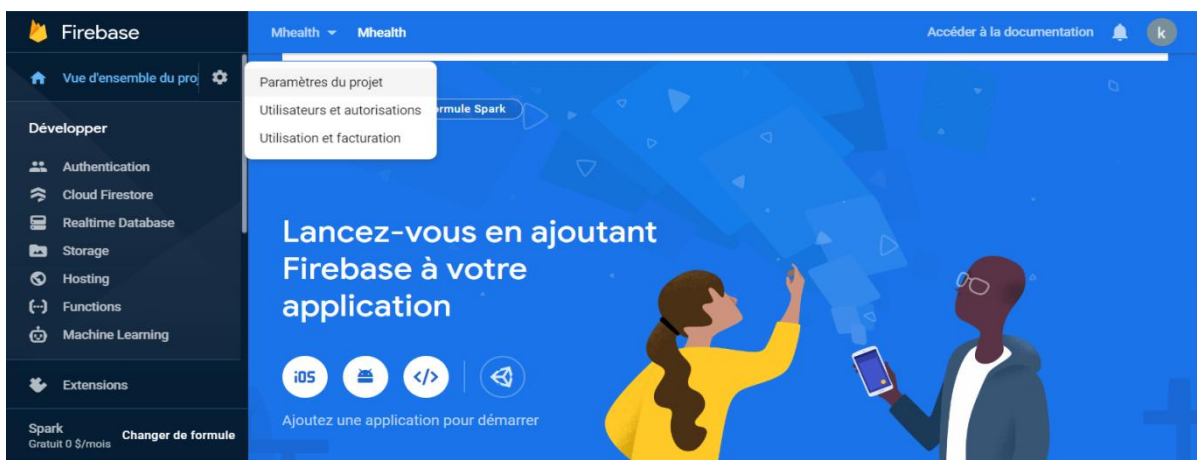 Firebase
Mhealth Mhealth
Accéder à la documentation
k
Vue d'ensemble du proj
Paramètres du projet
Utilisateurs et autorisations
Utilisation et facturation
rmule Spark
Développer
Authentication
Cloud Firestore
Realtime Database
Storage
Hosting
Functions
Machine Learning
Extensions
Spark
Gratuit 0 $/mois
Changer de formule
Lancez-vous en ajoutant
Firebase à votre
application
iOS
</>
Ajoutez une application pour démarrer